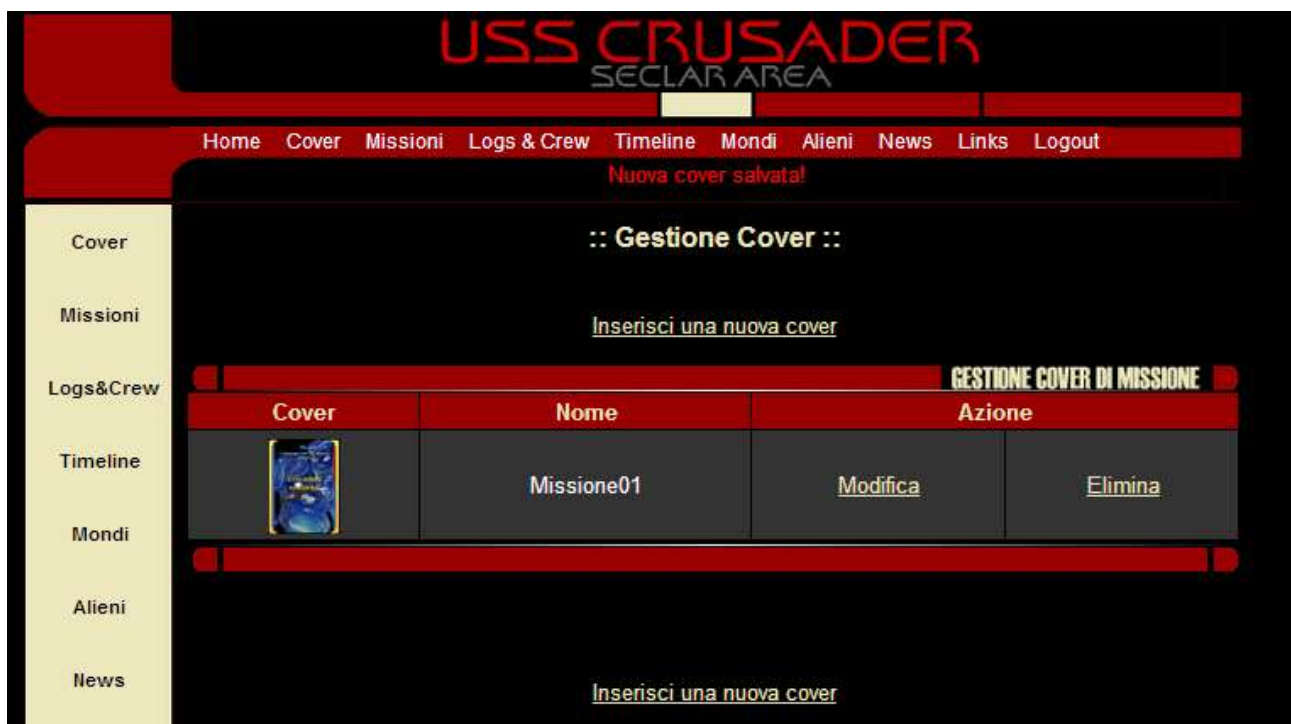 USS CRUSADER
SECLAR AREA
Home Cover Missioni Logs & Crew Timeline Mondi Alieni News Links Logout
Nuova cover salvata!
Cover
Missioni
Logs&Crew
Timeline
Mondi
Alieni
News
:: Gestione Cover ::
Inserisci una nuova cover
GESTIONE COVER DI MISSIONE
Cover Nome Azione
Missione01 Modifica Elimina
Inserisci una nuova cover